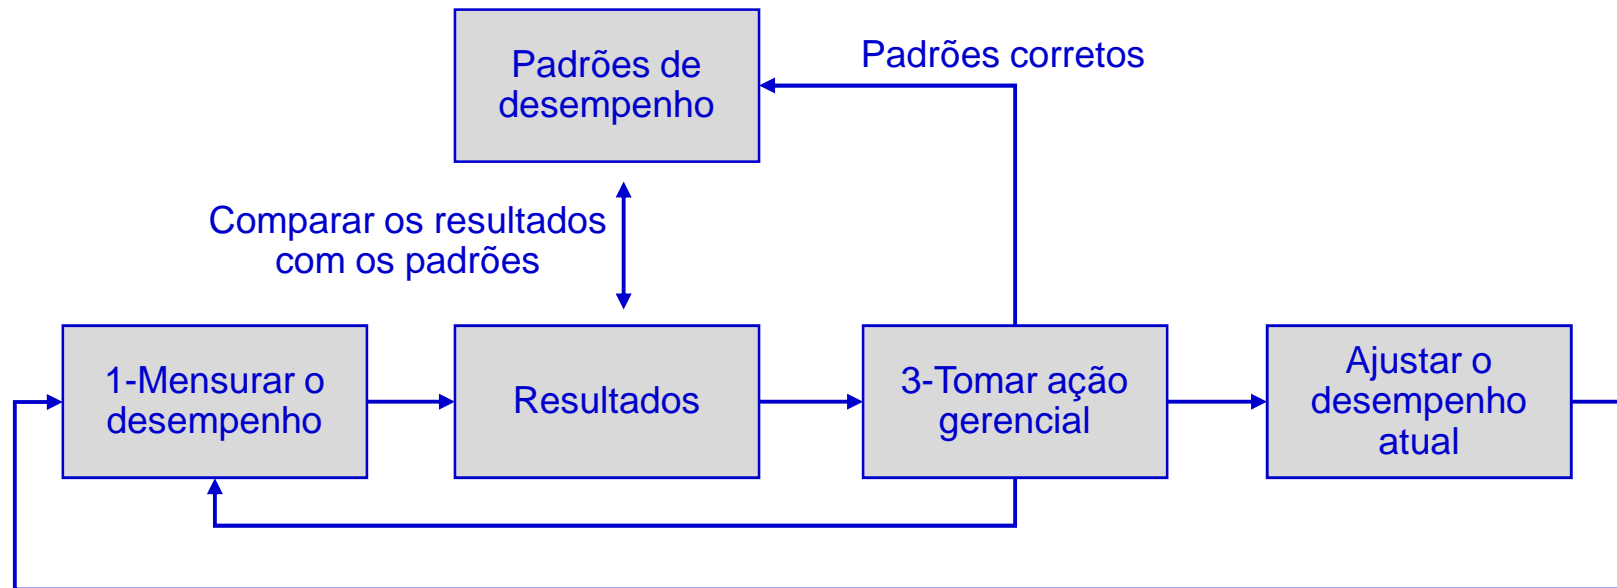 Padrões de
desempenho
Padrões corretos
Comparar os resultados
com os padrões
1-Mensurar o
desempenho
Resultados
3-Tomar ação
gerencial
Ajustar o
desempenho
atual